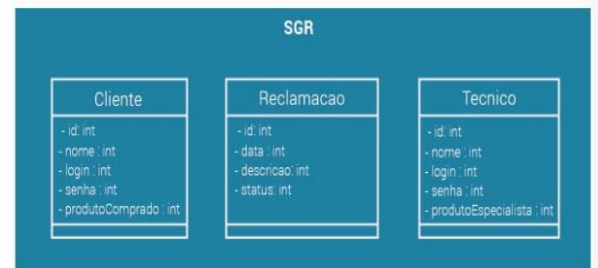 SGR
Cliente
- id: int
- nome : int
- login : int
- senha : int
- produtoComprado : int
Reclamacao
- id: int
- data : int
- descricao: int
- status: int
Tecnico
- id: int
- nome : int
- login : int
- senha : int
- produtoEspecialista : int